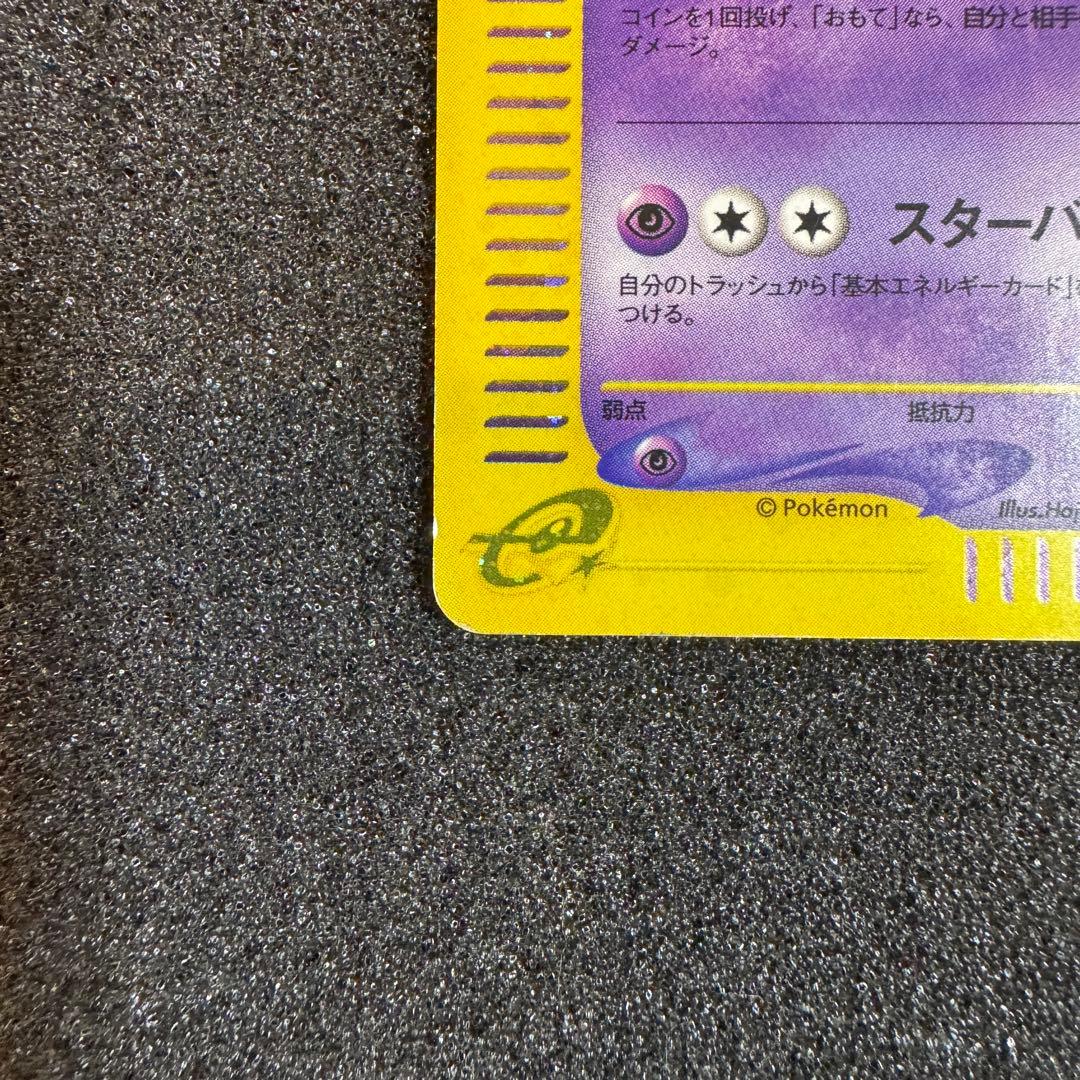 コインを1回投げ、「おもて」なら、自分と相手
ダメージ。
スターバ
自分のトラッシュから「基本エネルギーカード」を
つける。
弱点 抵抗力
© Pokémon Illus.
e